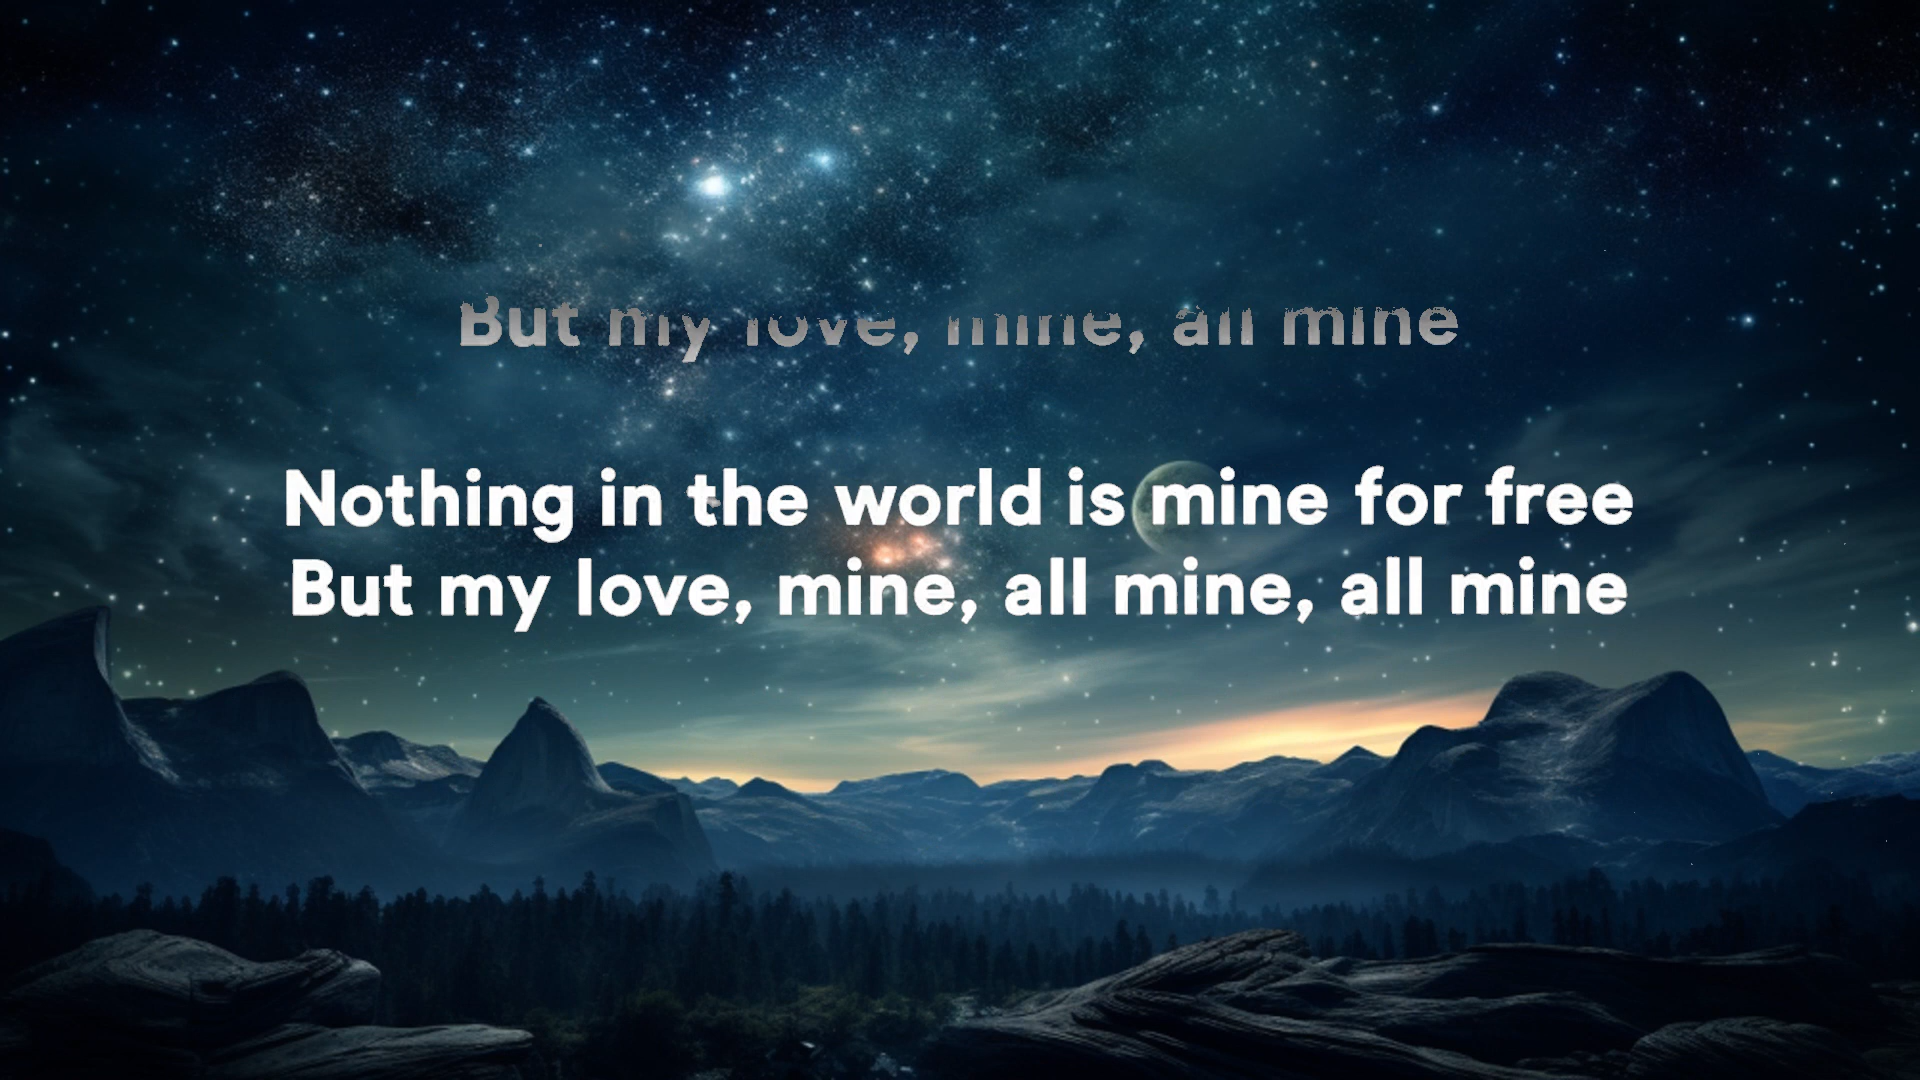 But my love, mine, all mine
Nothing in the world is mine for free
But my love, mine, all mine, all mine